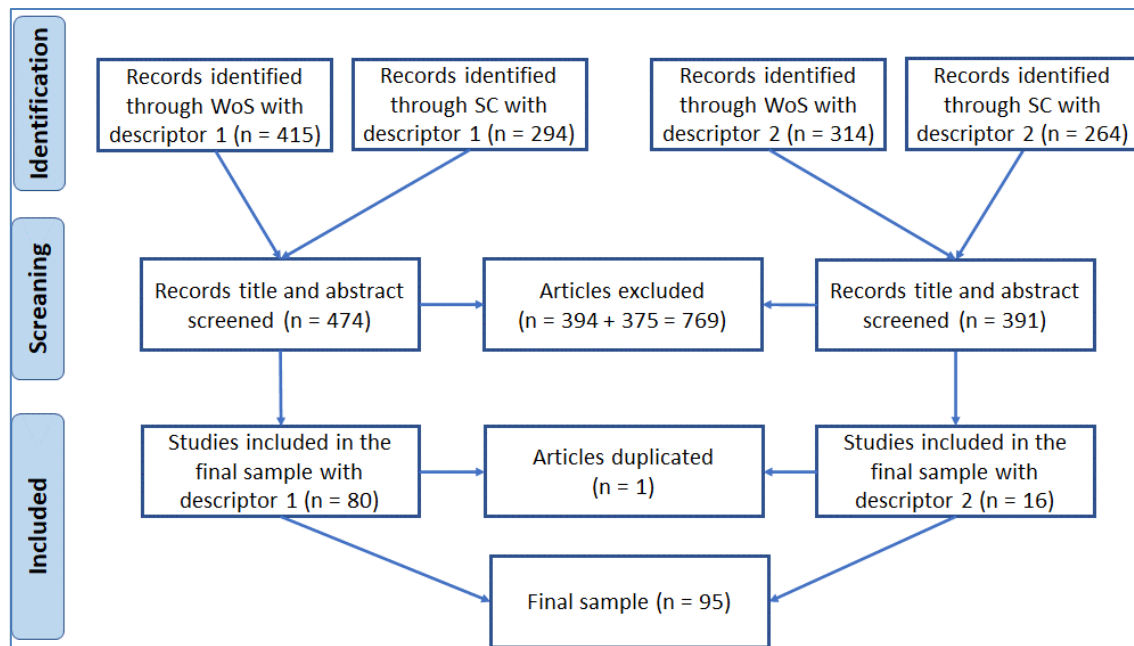 Identification
Records identified
through WoS with
descriptor 1 (n = 415)
Records identified
through SC with
descriptor 1 (n = 294)
Records identified
through WoS with
descriptor 2 (n = 314)
Records identified
through SC with
descriptor 2 (n = 264)
Screaning
Records title and abstract
screened (n = 474)
Articles excluded
(n = 394 + 375 = 769)
Records title and abstract
screened (n = 391)
Included
Studies included in the
final sample with
descriptor 1 (n = 80)
Articles duplicated
(n = 1)
Studies included in the
final sample with
descriptor 2 (n = 16)
Final sample (n = 95)